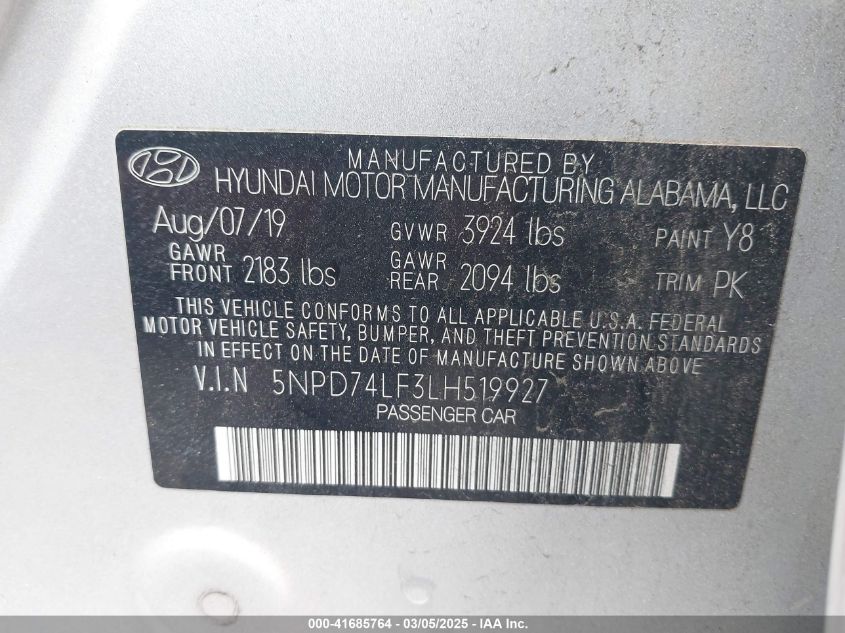 MANUFACTURED BY
HYUNDAI MOTOR MANUFACTURING ALABAMA, LLC
Aug/07/19 GVWR 3924 lbs PAINT Y8
GAWR FRONT 2183 lbs GAWR REAR 2094 lbs TRIM PK
THIS VEHICLE CONFORMS TO ALL APPLICABLE U.S.A. FEDERAL
MOTOR VEHICLE SAFETY, BUMPER, AND THEFT PREVENTION STANDARDS
IN EFFECT ON THE DATE OF MANUFACTURE SHOWN ABOVE
V.I.N 5NPD74LF3LH519927
PASSENGER CAR
000-41685764 - 03/05/2025 - IAA Inc.